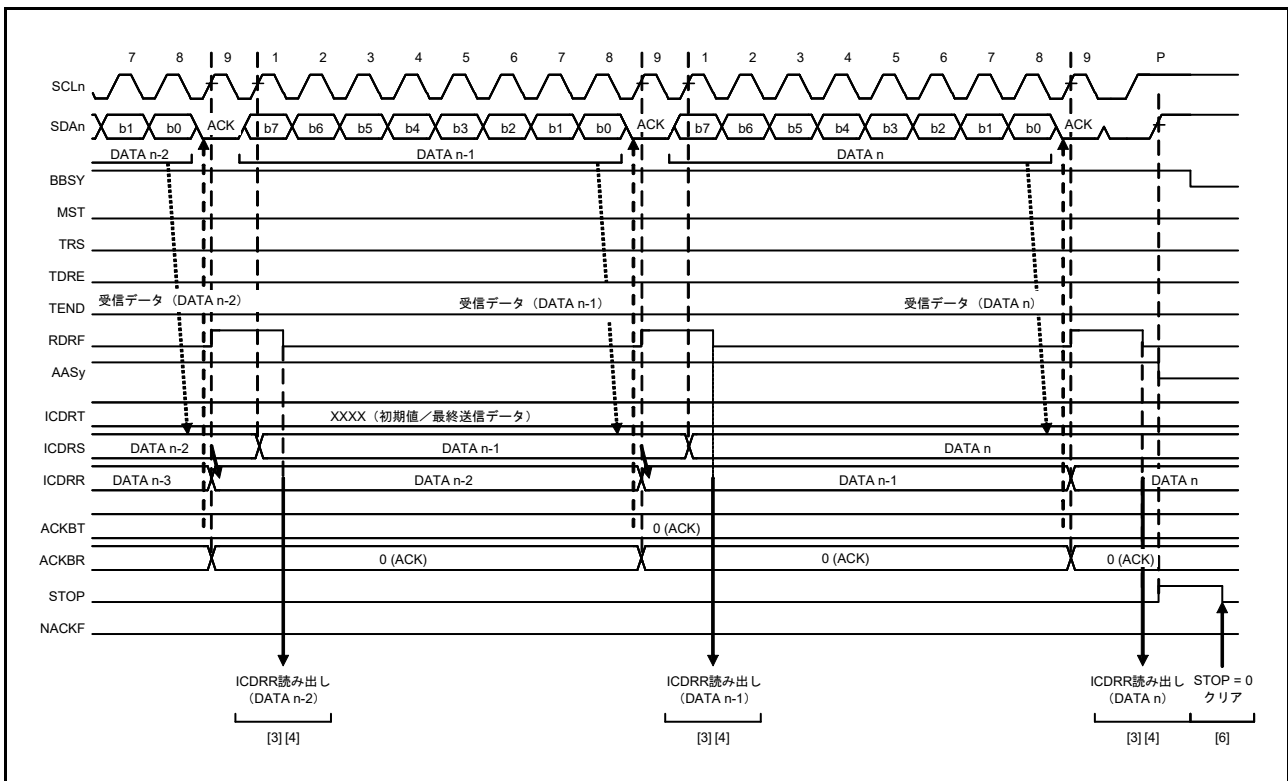 7 8 9 1 2 3 4 5 6 7 8 9 1 2 3 4 5 6 7 8 9 P
SCLn
SDAn b1 b0 ACK b7 b6 b5 b4 b3 b2 b1 b0 ACK b7 b6 b5 b4 b3 b2 b1 b0 ACK
DATA n-2 DATA n-1 DATA n
BBSY
MST
TRS
TDRE
TEND 受信データ（DATA n-2） 受信データ（DATA n-1） 受信データ（DATA n）
RDRF
AASy
ICDRT XXXX（初期値／最終送信データ）
ICDRS DATA n-2 DATA n-1 DATA n
ICDRR DATA n-3 DATA n-2 DATA n-1 DATA n
ACKBT 0 (ACK)
ACKBR 0 (ACK) 0 (ACK) 0 (ACK)
STOP
NACKF
ICDRR読み出し ICDRR読み出し ICDRR読み出し STOP = 0
（DATA n-2） （DATA n-1） （DATA n） クリア
[3] [4] [3] [4] [3] [4] [6]